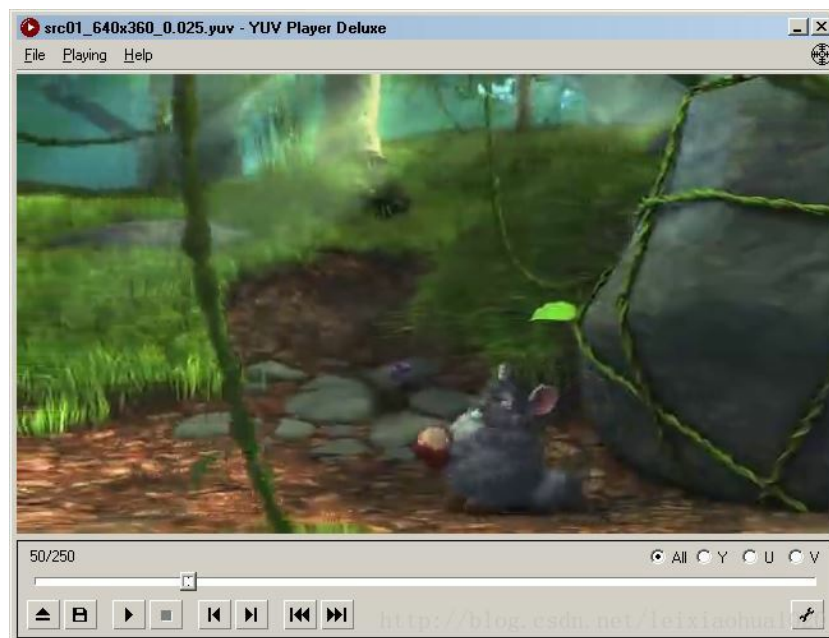 src01_640x360_0.025.yuv - YUV Player Deluxe
File Playing Help
50/250
All Y U V
http://blog.csdn.net/leixiaohua1020